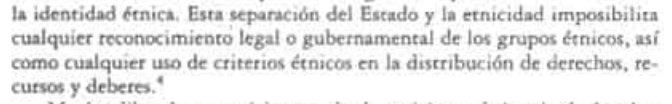 la identidad étnica. Esta separación del Estado y la etnicidad imposibilita
cualquier reconocimiento legal o gubernamental de los grupos étnicos, así
como cualquier uso de criterios étnicos en la distribución de derechos, re-
cursos y deberes.⁴